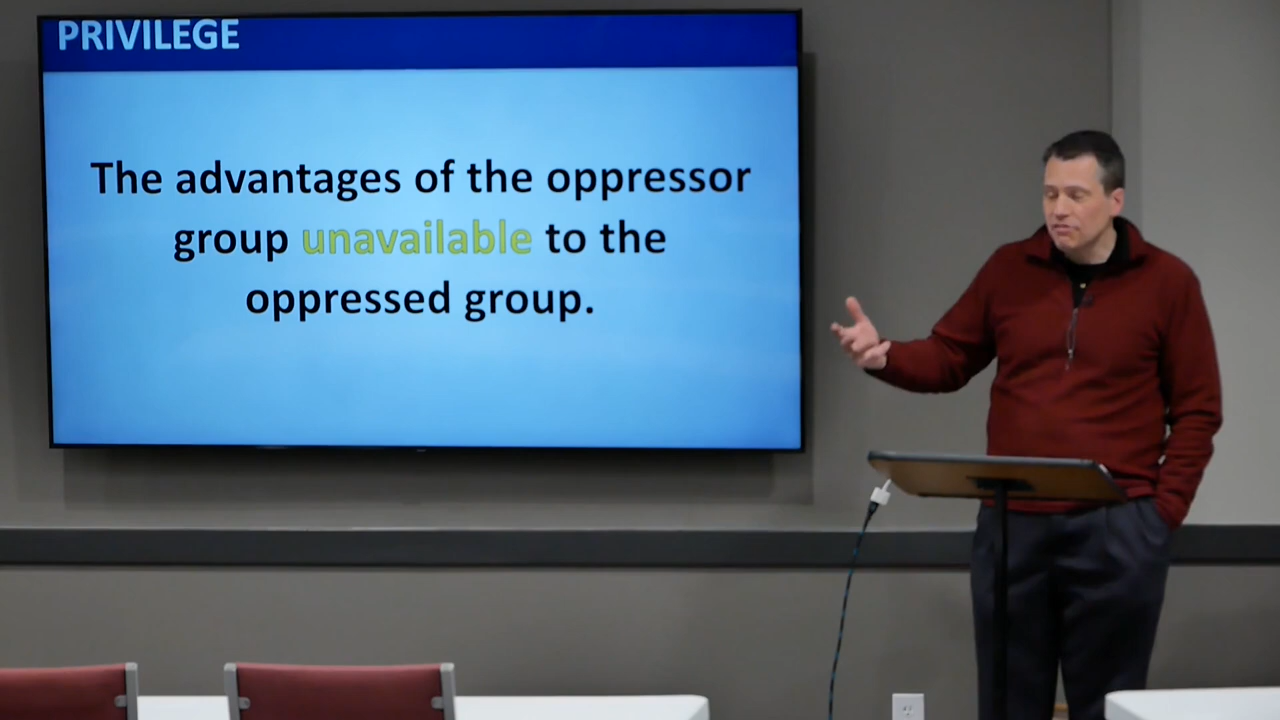 PRIVILEGE
The advantages of the oppressor
group unavailable to the
oppressed group.